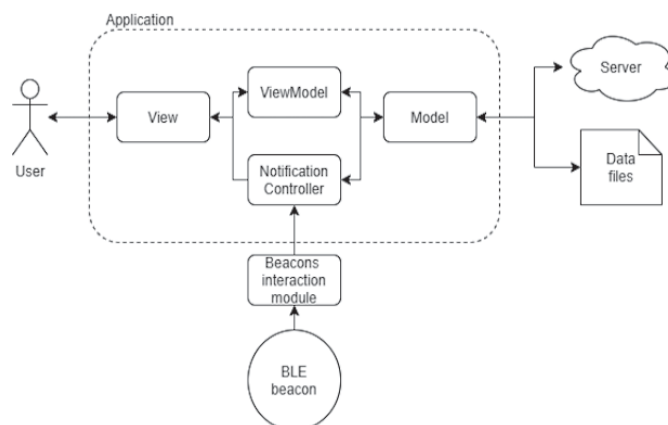 Application
User
View
ViewModel
Notification
Controller
Model
Server
Data
files
Beacons
interaction
module
BLE
beacon